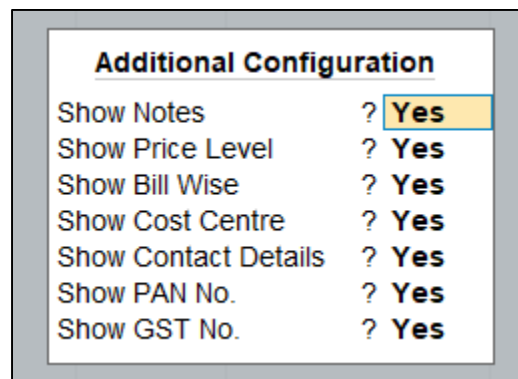 Additional Configuration
Show Notes ? Yes
Show Price Level ? Yes
Show Bill Wise ? Yes
Show Cost Centre ? Yes
Show Contact Details ? Yes
Show PAN No. ? Yes
Show GST No. ? Yes